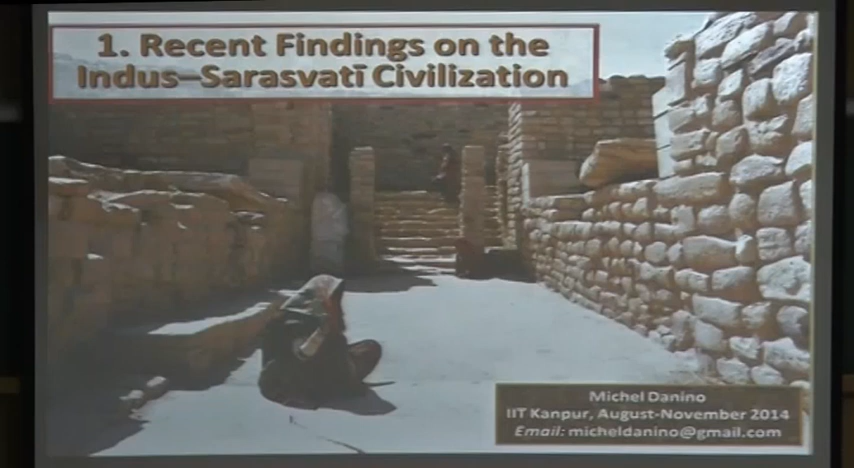 1. Recent Findings on the
Indus–Sarasvatī Civilization
Michel Danino
IIT Kanpur, August-November 2014
Email: micheldanino@gmail.com